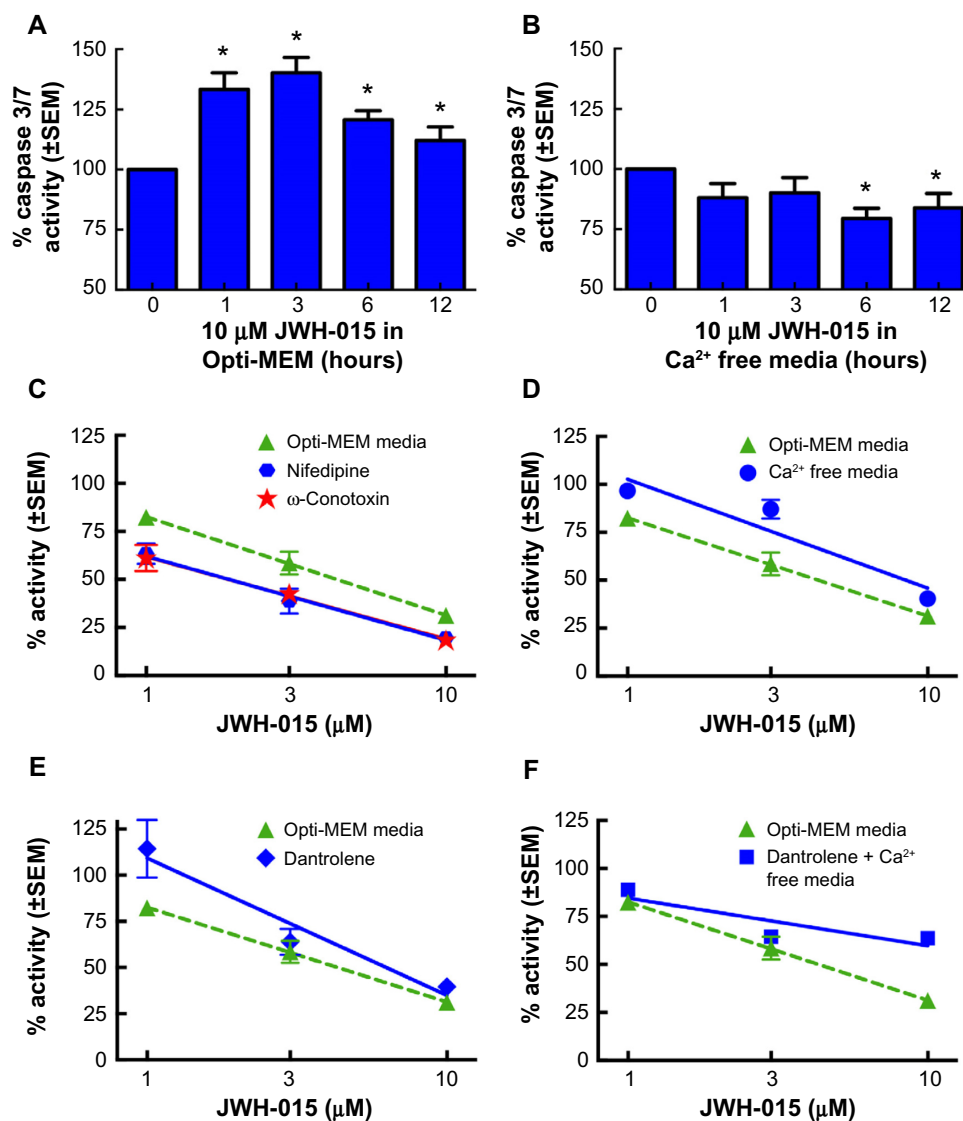 A
% caspase 3/7
activity (±SEM)
150
125
100
75
50
* * * *
0 1 3 6 12
10 μM JWH-015 in
Opti-MEM (hours)
B
% caspase 3/7
activity (±SEM)
150
125
100
75
50
* *
0 1 3 6 12
10 μM JWH-015 in
Ca²⁺ free media (hours)
C
% activity (±SEM)
125
100
75
50
25
0
Opti-MEM media
Nifedipine
ω-Conotoxin
1 3 10
JWH-015 (μM)
D
% activity (±SEM)
125
100
75
50
25
0
Opti-MEM media
Ca²⁺ free media
1 3 10
JWH-015 (μM)
E
% activity (±SEM)
125
100
75
50
25
0
Opti-MEM media
Dantrolene
1 3 10
JWH-015 (μM)
F
% activity (±SEM)
125
100
75
50
25
0
Opti-MEM media
Dantrolene + Ca²⁺
free media
1 3 10
JWH-015 (μM)